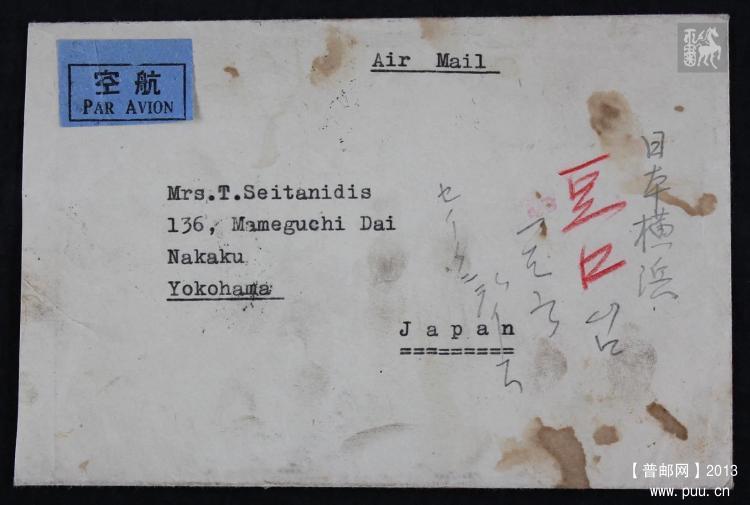 空航
PAR AVION
Air Mail
Mrs.T.Seitanidis
136, Mameguchi Dai
Nakaku
Yokohama
Japan
日本横浜
豆口
台
【普邮网】2013
www.puu.cn